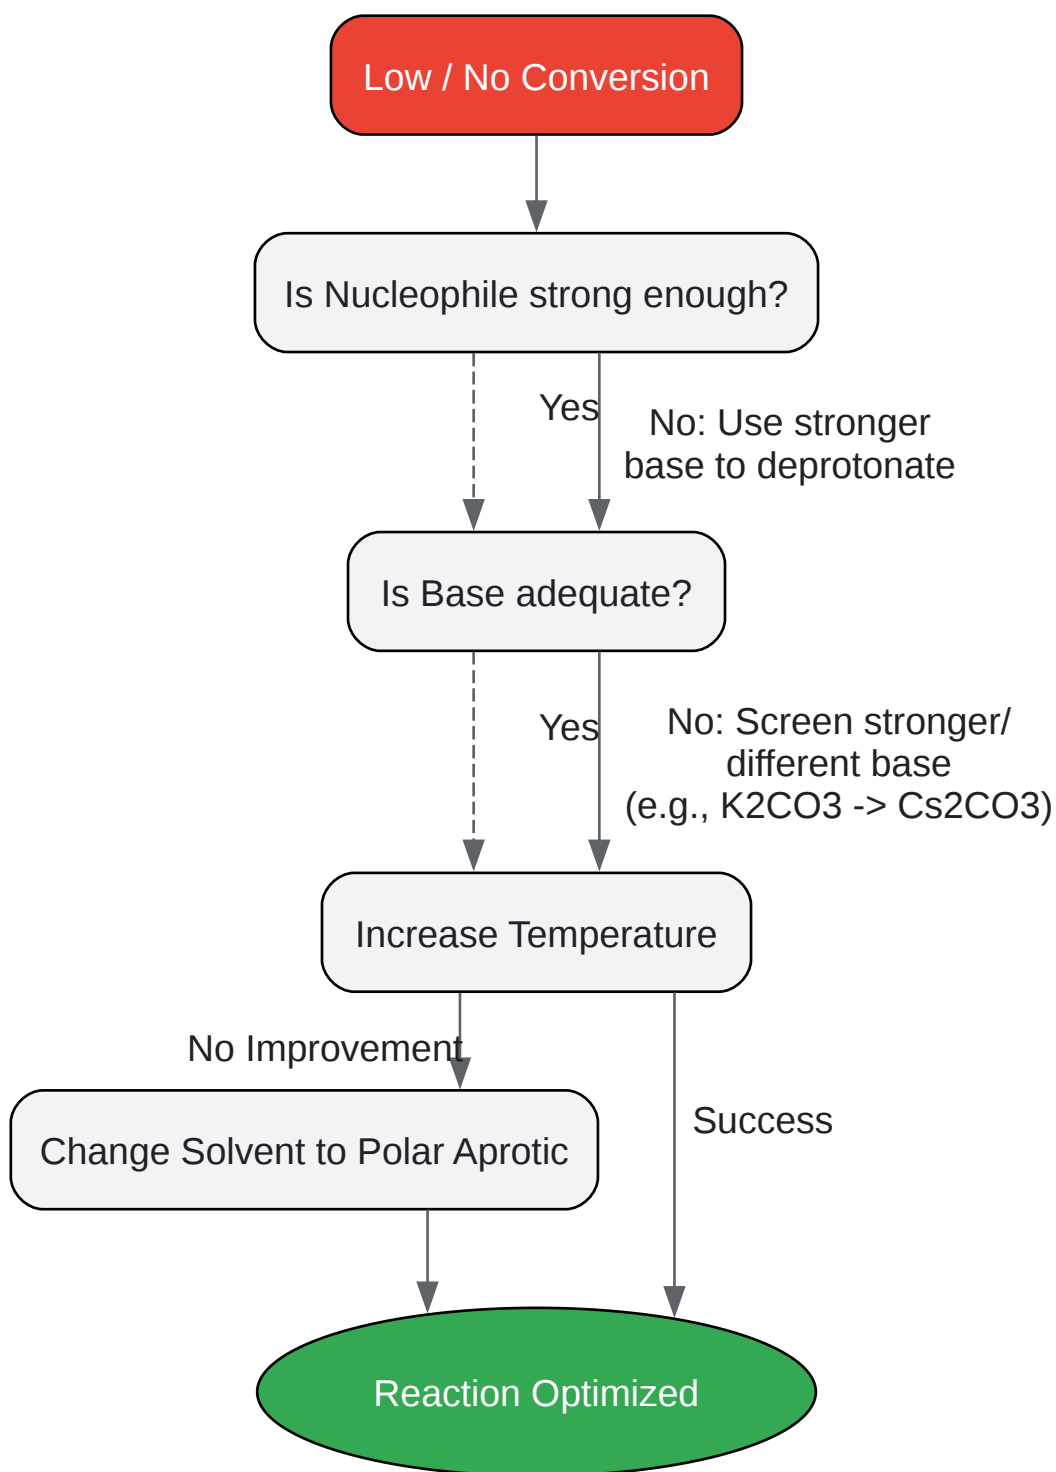 Low / No Conversion
Is Nucleophile strong enough?
Yes
No: Use stronger
base to deprotonate
Is Base adequate?
Yes
No: Screen stronger/
different base
(e.g., K2CO3 -> Cs2CO3)
Increase Temperature
No Improvement
Change Solvent to Polar Aprotic
Success
Reaction Optimized